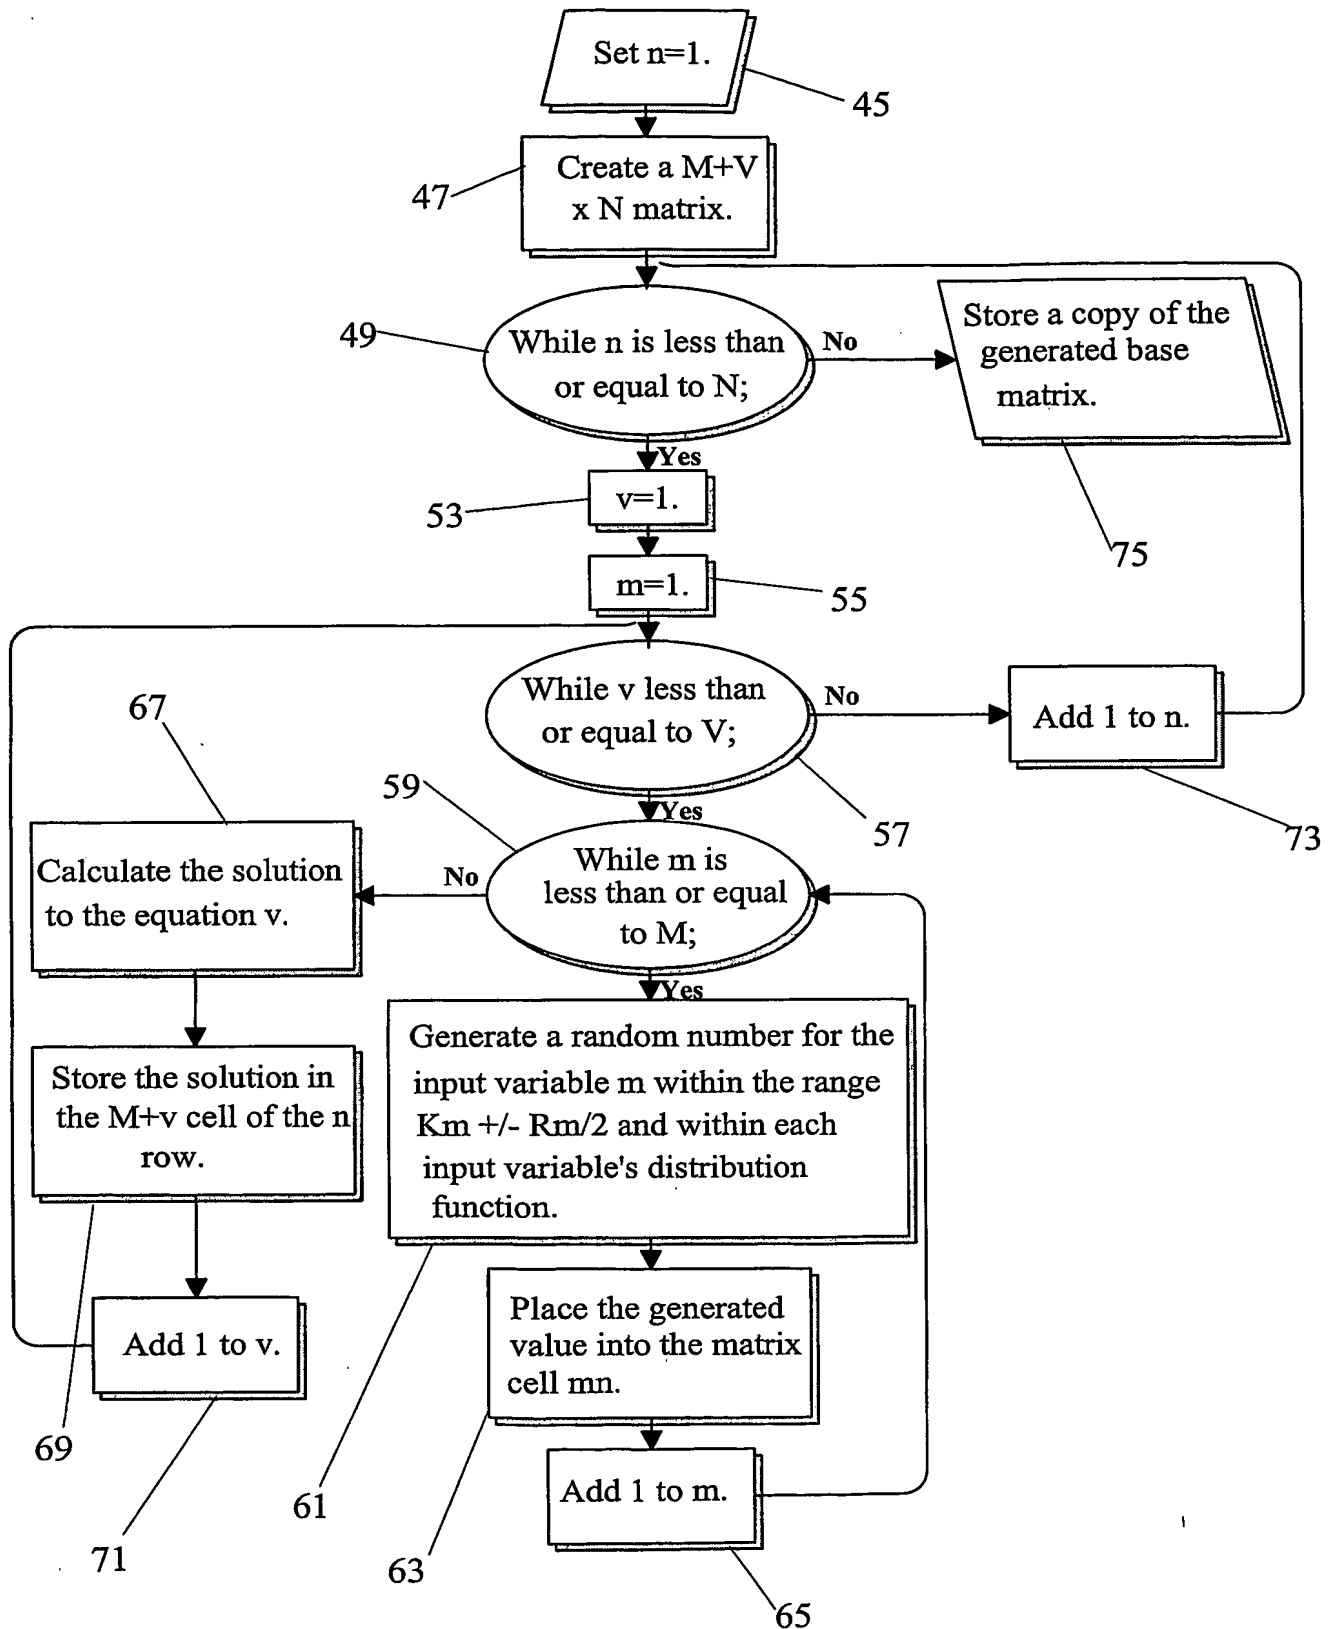 Set n=1.
45
Create a M+V
x N matrix.
47
While n is less than
or equal to N;
49
No
Store a copy of the
generated base
matrix.
75
Yes
v=1.
53
m=1.
55
While v less than
or equal to V;
57
No
Add 1 to n.
73
Yes
59
While m is
less than or equal
to M;
No
67
Calculate the solution
to the equation v.
Store the solution in
the M+v cell of the n
row.
69
Add 1 to v.
71
Yes
Generate a random number for the
input variable m within the range
Km +/- Rm/2 and within each
input variable's distribution
function.
61
Place the generated
value into the matrix
cell mn.
63
Add 1 to m.
65